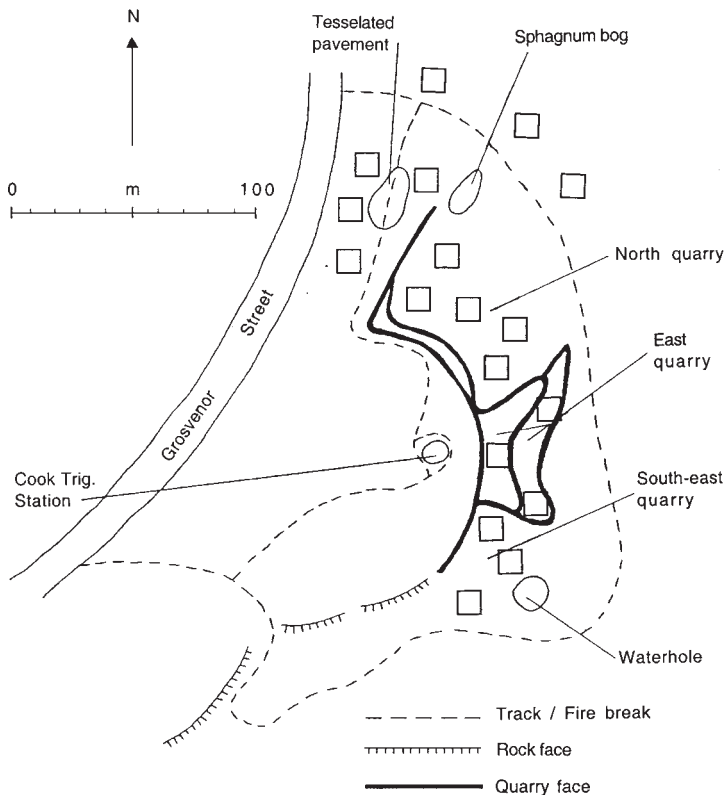 Tesselated
pavement
N
Sphagnum bog
0 m 100
North quarry
Street
Grosvenor
East
quarry
Cook Trig.
Station
South-east
quarry
Waterhole
Track / Fire break
Rock face
Quarry face